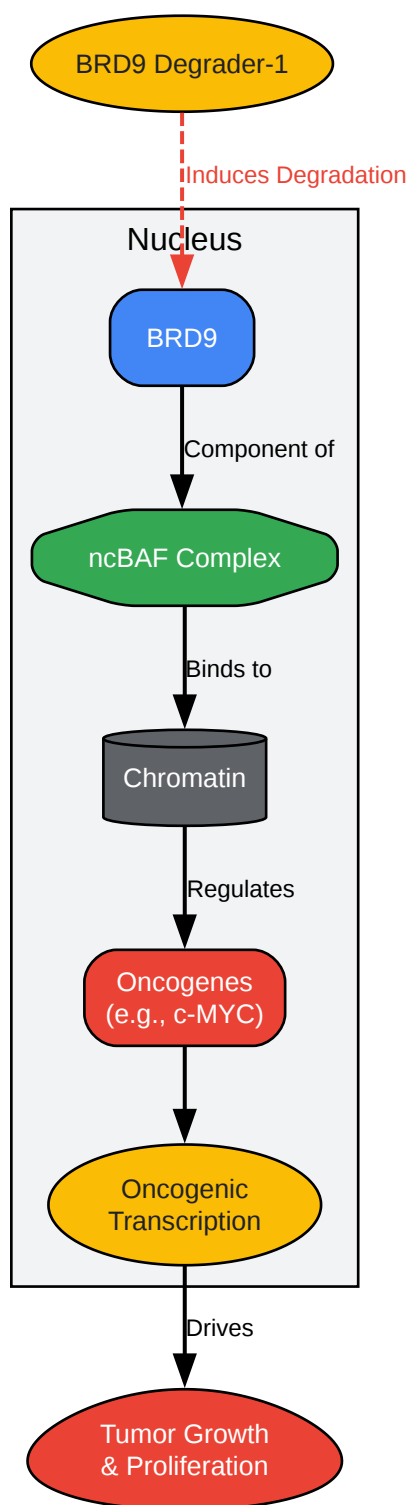 BRD9 Degrader-1
Induces Degradation
Nucleus
BRD9
Component of
ncBAF Complex
Binds to
Chromatin
Regulates
Oncogenes
(e.g., c-MYC)
Oncogenic
Transcription
Drives
Tumor Growth
& Proliferation